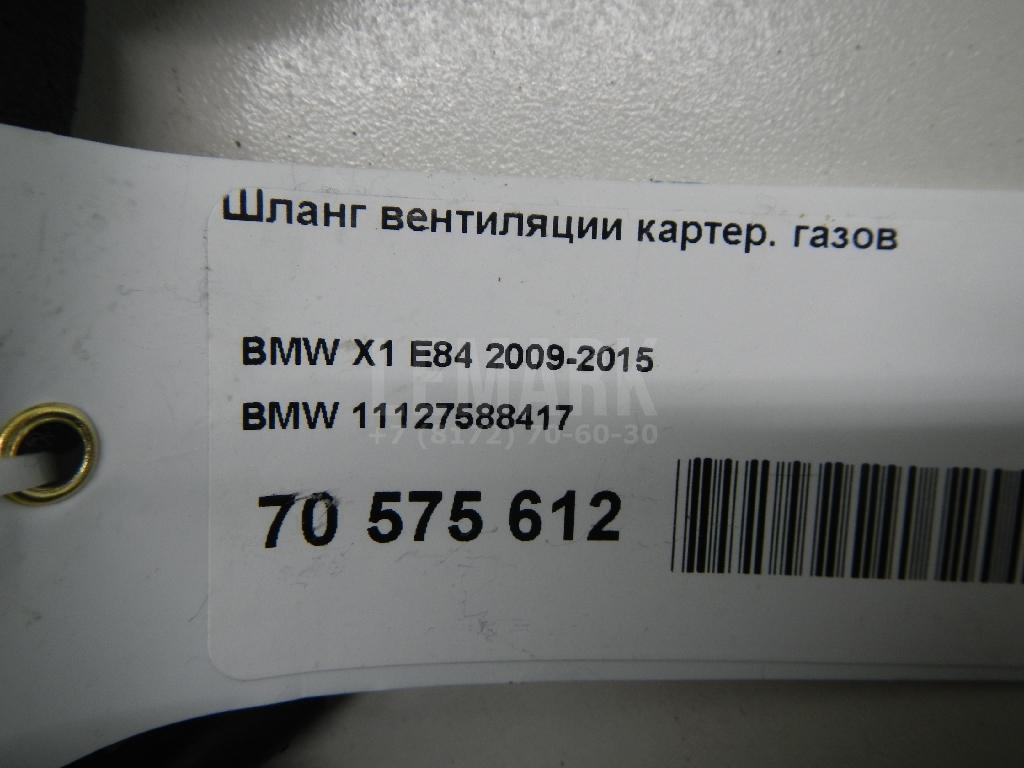 Шланг вентиляции картер. газов
BMW X1 E84 2009-2015
LEMARK
BMW 11127588417
+7 (8172) 70-60-30
70 575 612